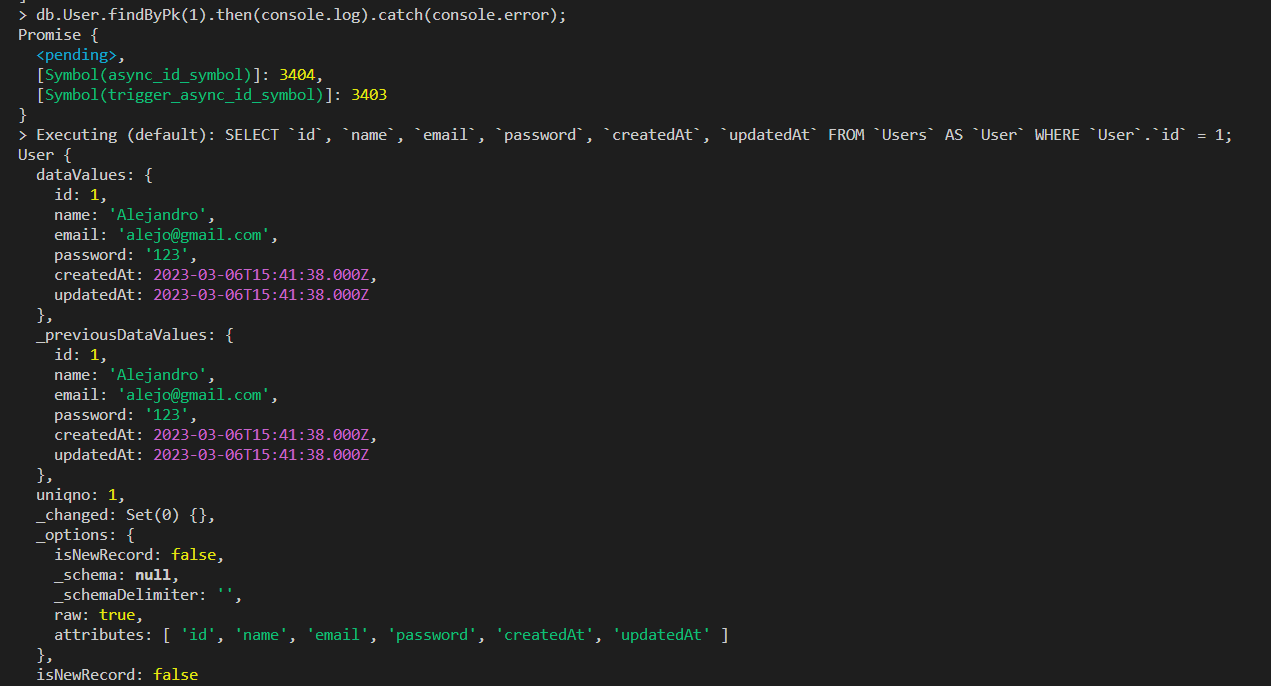 > db.User.findByPk(1).then(console.log).catch(console.error);
Promise {
  <pending>,
  [Symbol(async_id_symbol)]: 3404,
  [Symbol(trigger_async_id_symbol)]: 3403
}
> Executing (default): SELECT `id`, `name`, `email`, `password`, `createdAt`, `updatedAt` FROM `Users` AS `User` WHERE `User`.`id` = 1;
User {
  dataValues: {
    id: 1,
    name: 'Alejandro',
    email: 'alejo@gmail.com',
    password: '123',
    createdAt: 2023-03-06T15:41:38.000Z,
    updatedAt: 2023-03-06T15:41:38.000Z
  },
  _previousDataValues: {
    id: 1,
    name: 'Alejandro',
    email: 'alejo@gmail.com',
    password: '123',
    createdAt: 2023-03-06T15:41:38.000Z,
    updatedAt: 2023-03-06T15:41:38.000Z
  },
  uniqno: 1,
  _changed: Set(0) {},
  _options: {
    isNewRecord: false,
    _schema: null,
    _schemaDelimiter: '',
    raw: true,
    attributes: [ 'id', 'name', 'email', 'password', 'createdAt', 'updatedAt' ]
  },
  isNewRecord: false